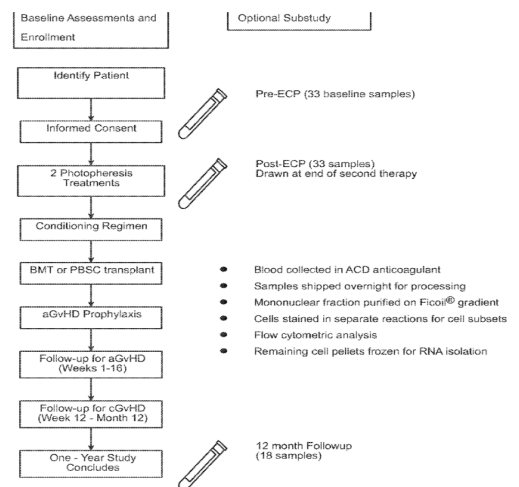 Baseline Assessments and
Enrollment
Optional Substudy
Identify Patient
Pre-ECP (33 baseline samples)
Informed Consent
2 Photopheresis
Treatments
Post-ECP (33 samples)
Drawn at end of second therapy
Conditioning Regimen
BMT or PBSC transplant
aGvHD Prophylaxis
Follow-up for aGvHD
(Weeks 1-16)
Follow-up for cGvHD
(Week 12 - Month 12)
One - Year Study
Concludes
• Blood collected in ACD anticoagulant
• Samples shipped overnight for processing
• Mononuclear fraction purified on Ficoll® gradient
• Cells stained in separate reactions for cell subsets
• Flow cytometric analysis
• Remaining cell pellets frozen for RNA isolation
12 month Followup
(18 samples)